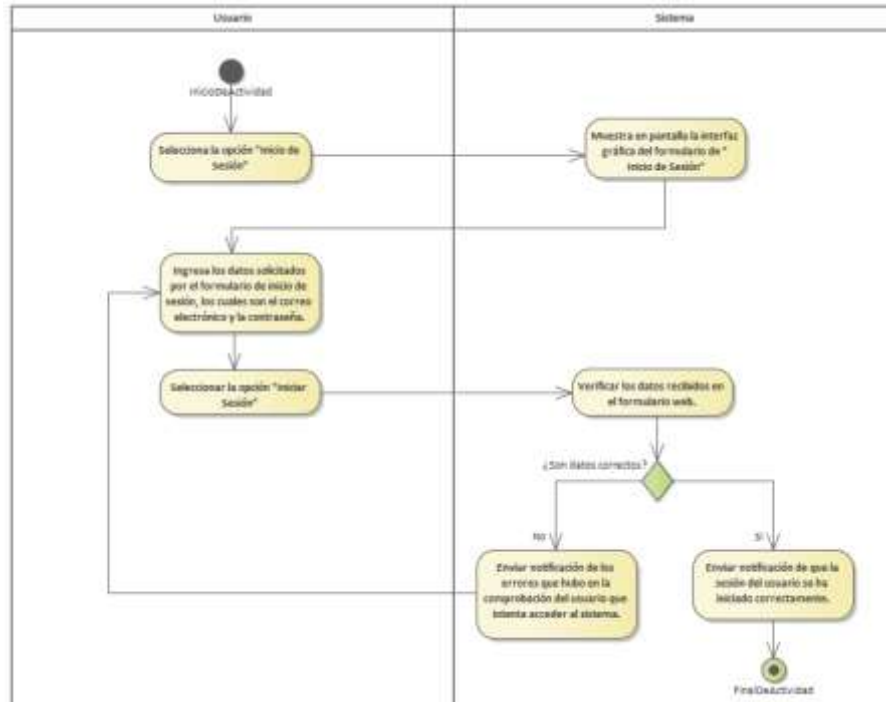 Usuario
Sistema
InicioDeActividad
Selecciona la opción "Inicio de
Sesión"
Muestra en pantalla la interfaz
gráfica del formulario de "
Inicio de Sesión"
Ingresa los datos solicitados
por el formulario de inicio de
sesión, los cuales son el correo
electrónico y la contraseña.
Seleccionar la opción "Iniciar
Sesión"
Verificar los datos recibidos en
el formulario web.
¿Son datos correctos?
No
Si
Enviar notificación de los
errores que hubo en la
comprobación del usuario que
intenta acceder al sistema.
Enviar notificación de que la
sesión del usuario se ha
iniciado correctamente.
FinalDeActividad